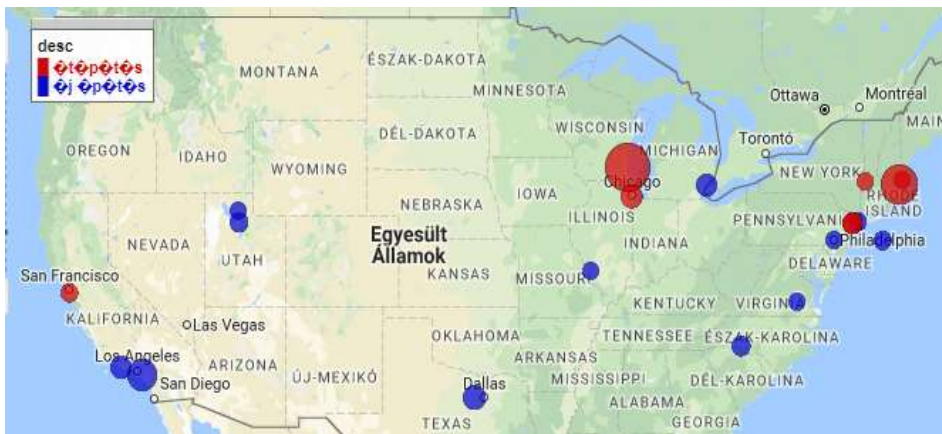 desc
�t�p�t�s
�j �p�t�s
MONTANA
ÉSZAK-DAKOTA
MINNESOTA
Ottawa
Montréal
MAIN
OREGON
IDAHO
DÉL-DAKOTA
WISCONSIN
MICHIGAN
Torontó
WYOMING
NEW YORK
Chicago
IOWA
RHODE
ISLAND
NEBRASKA
ILLINOIS
PENNSYLVANI
NEVADA
UTAH
Egyesült
Államok
INDIANA
Philadelphia
San Francisco
KANSAS
MISSOURI
DELAWARE
KENTUCKY
VIRGINIA
KALIFORNIA
Las Vegas
OKLAHOMA
TENNESSEE
ÉSZAK-KAROLINA
Los Angeles
ARIZONA
ARKANSAS
ÚJ-MEXIKÓ
MISSISSIPPI
DÉL-KAROLINA
San Diego
Dallas
ALABAMA
TEXAS
GEORGIA